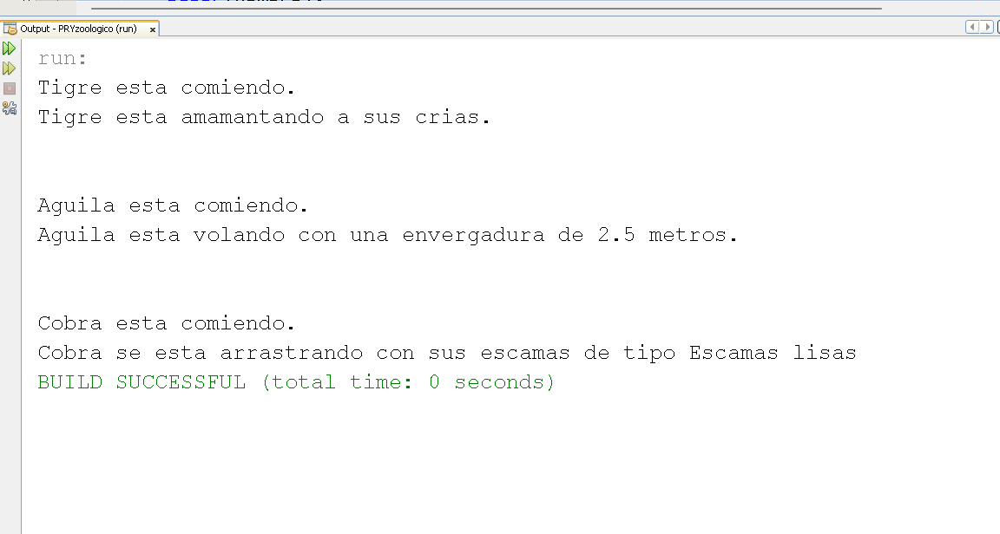 Output - PRYzoologico (run)
run:
Tigre esta comiendo.
Tigre esta amamantando a sus crias.
Aguila esta comiendo.
Aguila esta volando con una envergadura de 2.5 metros.
Cobra esta comiendo.
Cobra se esta arrastrando con sus escamas de tipo Escamas lisas
BUILD SUCCESSFUL (total time: 0 seconds)